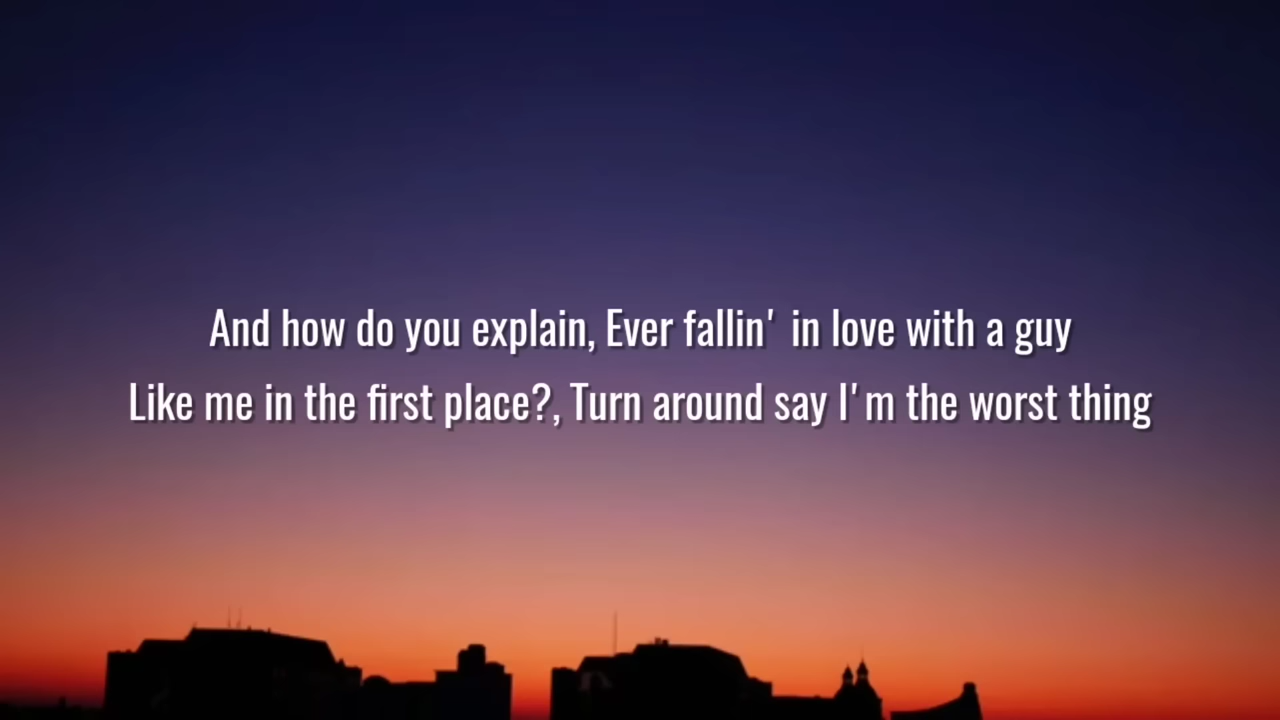 And how do you explain, Ever fallin' in love with a guy
Like me in the first place?, Turn around say I'm the worst thing